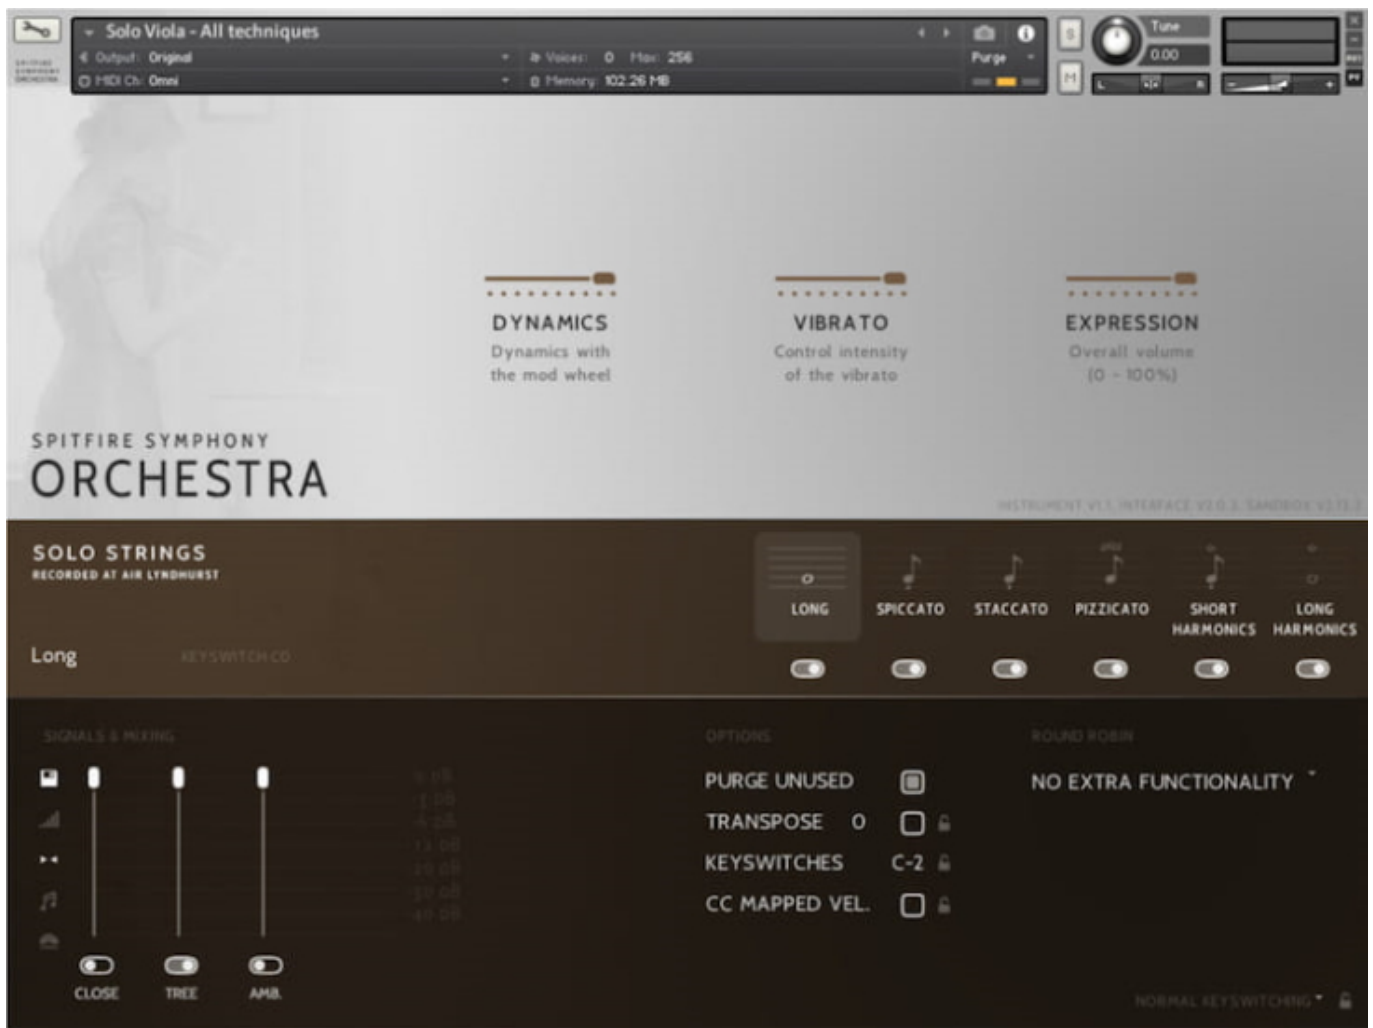 Solo Viola - All techniques
Output: Original
Voices: 0 Max: 256
Purge
MIDI Ch: Omni
Memory: 102.26 MB
S
M
Tune
0.00
L R
- +
SPITFIRE
SYMPHONY
ORCHESTRA
DYNAMICS
Dynamics with
the mod wheel
VIBRATO
Control intensity
of the vibrato
EXPRESSION
Overall volume
(0 - 100%)
SPITFIRE SYMPHONY
ORCHESTRA
SOLO STRINGS
RECORDED AT AIR LYNDHURST
Long
KEYSWITCH C0
LONG
SPICCATO
STACCATO
PIZZICATO
SHORT
HARMONICS
LONG
HARMONICS
SIGNALS & MIXING
CLOSE
TREE
AMB.
OPTIONS
PURGE UNUSED
TRANSPOSE 0
KEYSWITCHES C-2
CC MAPPED VEL.
ROUND ROBIN
NO EXTRA FUNCTIONALITY
NORMAL KEYSWITCHING